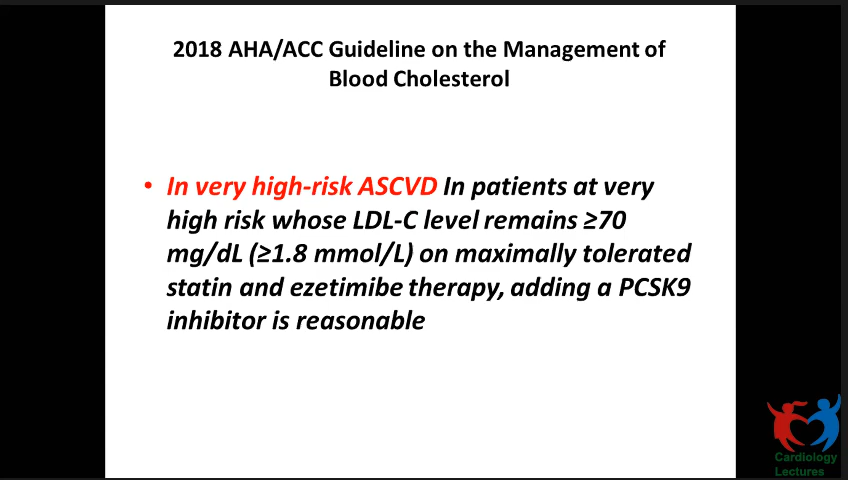 2018 AHA/ACC Guideline on the Management of
Blood Cholesterol
• In very high-risk ASCVD In patients at very
high risk whose LDL-C level remains ≥70
mg/dL (≥1.8 mmol/L) on maximally tolerated
statin and ezetimibe therapy, adding a PCSK9
inhibitor is reasonable
Cardiology
Lectures